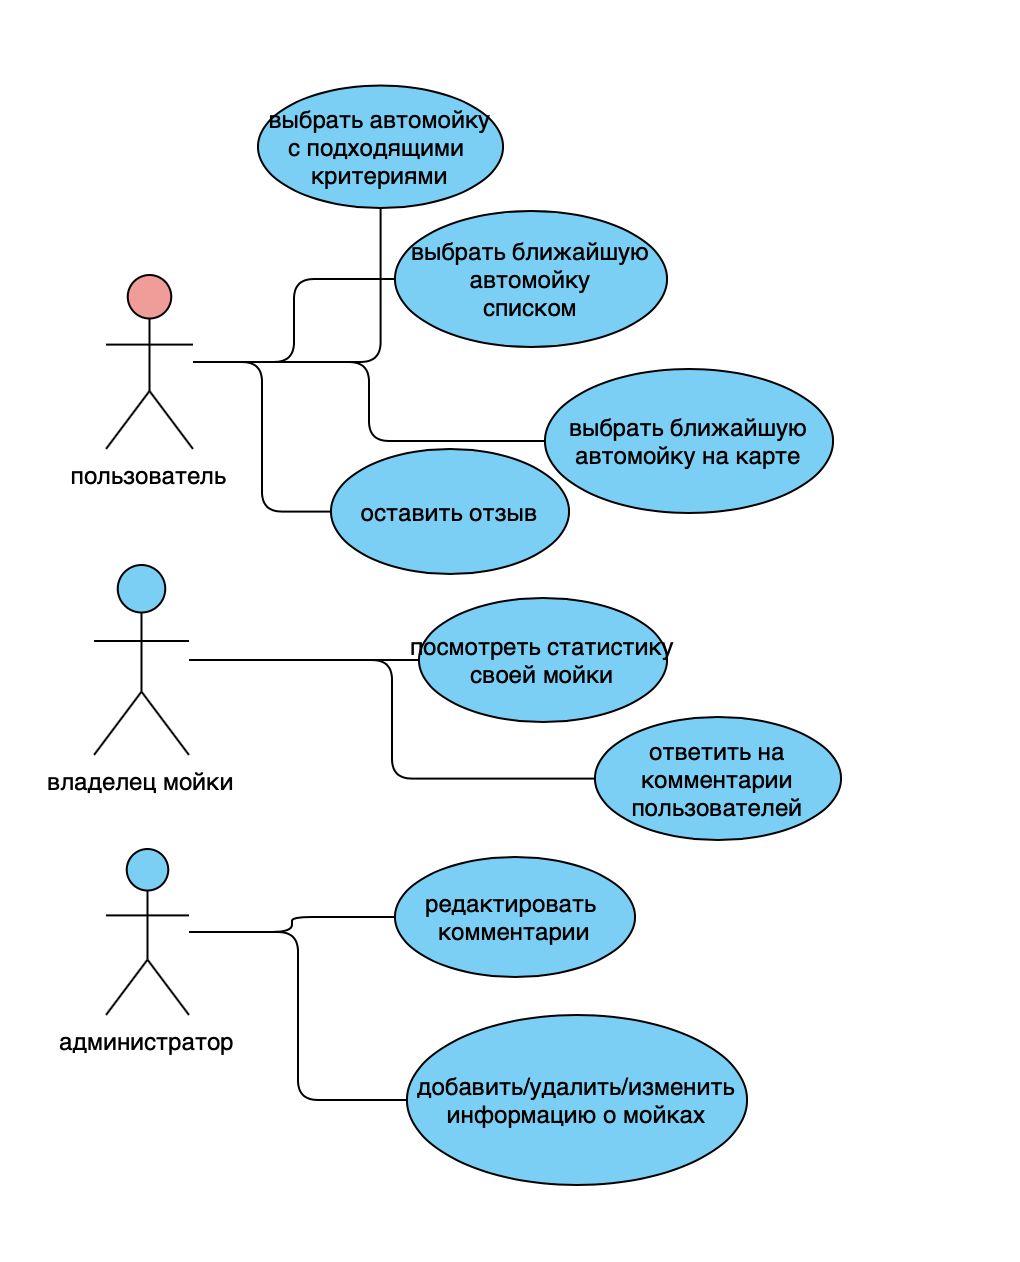 выбрать автомойку
с подходящими
критериями
выбрать ближайшую
автомойку
списком
выбрать ближайшую
автомойку на карте
пользователь
оставить отзыв
посмотреть статистику
своей мойки
ответить на
комментарии
пользователей
владелец мойки
редактировать
комментарии
администратор
добавить/удалить/изменить
информацию о мойках